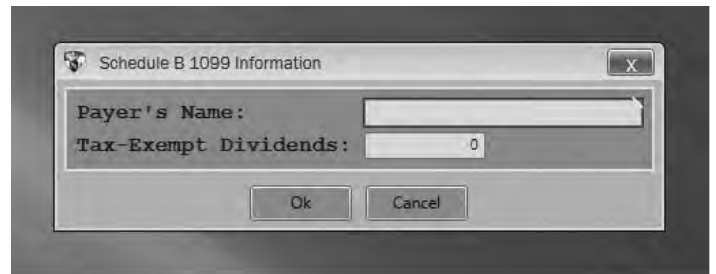 Schedule B 1099 Information
X
Payer's Name:
Tax-Exempt Dividends: 0
Ok Cancel